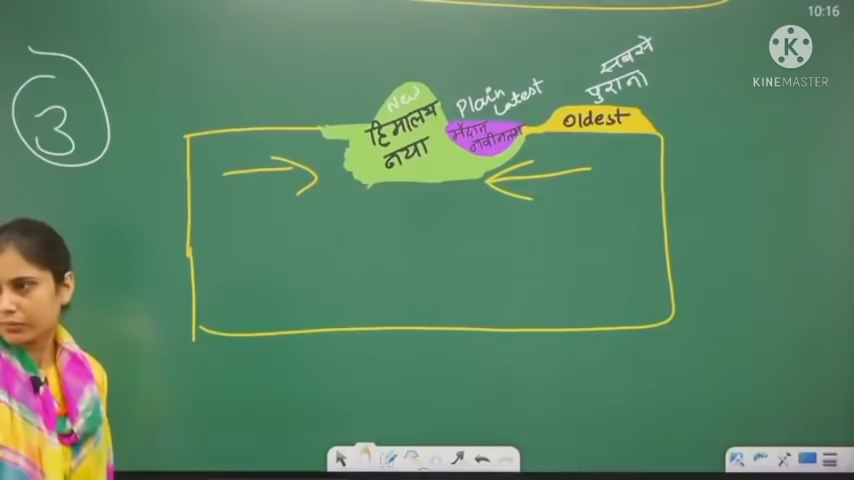 10:16
K
KINEMASTER
3
New
हिमालय
नया
Plain
Latest
मैदान
नवीनतम
सबसे
पुराना
Oldest